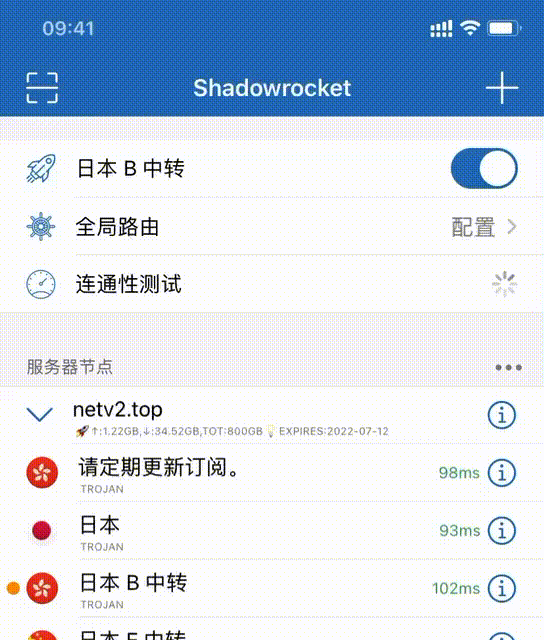 09:41
Shadowrocket
日本 B 中转
全局路由
配置
连通性测试
服务器节点
netv2.top
🚀↑:1.22GB,↓:34.52GB,TOT:800GB💡EXPIRES:2022-07-12
请定期更新订阅。
98ms
TROJAN
日本
93ms
TROJAN
日本 B 中转
102ms
TROJAN